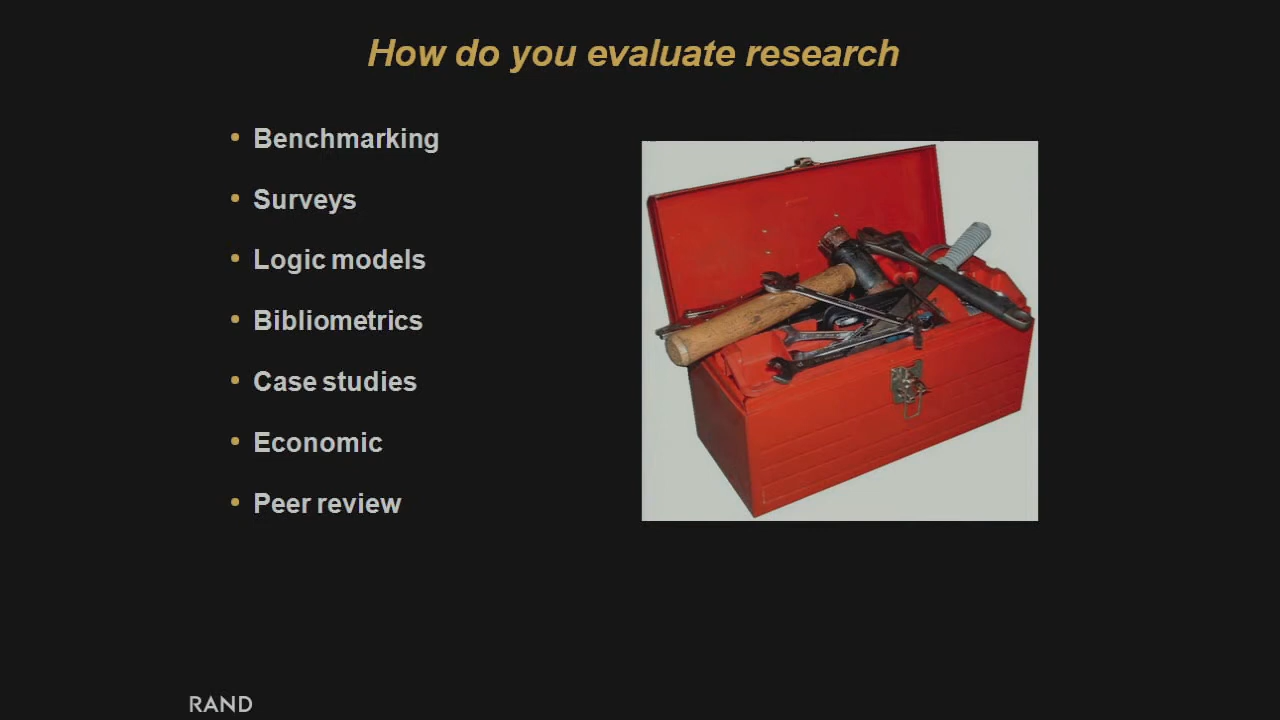 How do you evaluate research
Benchmarking
Surveys
Logic models
Bibliometrics
Case studies
Economic
Peer review
RAND